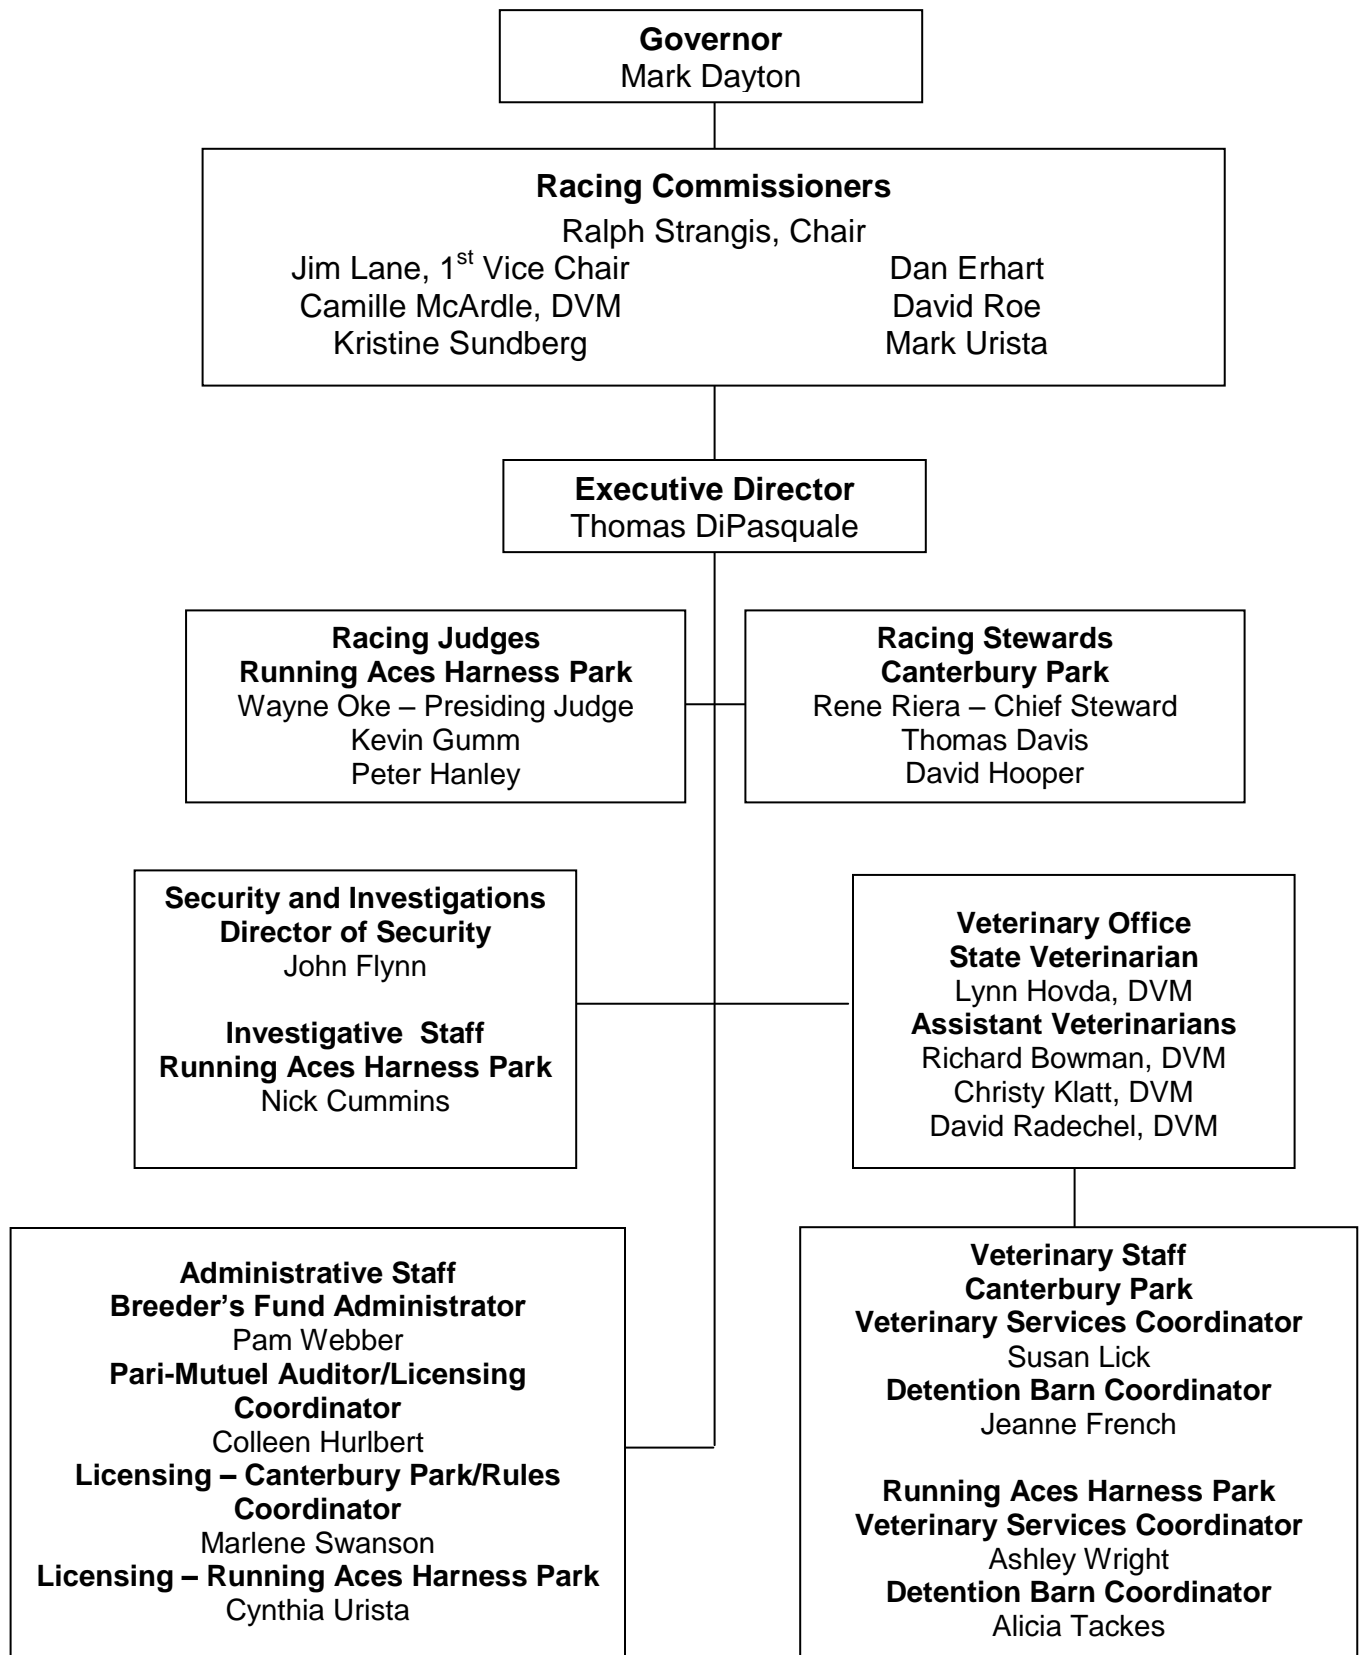 Governor
Mark Dayton
Racing Commissioners
Ralph Strangis, Chair
Jim Lane, 1st Vice Chair
Camille McArdle, DVM
Kristine Sundberg
Dan Erhart
David Roe
Mark Urista
Executive Director
Thomas DiPasquale
Racing Judges
Running Aces Harness Park
Wayne Oke – Presiding Judge
Kevin Gumm
Peter Hanley
Racing Stewards
Canterbury Park
Rene Riera – Chief Steward
Thomas Davis
David Hooper
Security and Investigations
Director of Security
John Flynn
Investigative Staff
Running Aces Harness Park
Nick Cummins
Veterinary Office
State Veterinarian
Lynn Hovda, DVM
Assistant Veterinarians
Richard Bowman, DVM
Christy Klatt, DVM
David Radechel, DVM
Administrative Staff
Breeder’s Fund Administrator
Pam Webber
Pari-Mutuel Auditor/Licensing
Coordinator
Colleen Hurlbert
Licensing – Canterbury Park/Rules
Coordinator
Marlene Swanson
Licensing – Running Aces Harness Park
Cynthia Urista
Veterinary Staff
Canterbury Park
Veterinary Services Coordinator
Susan Lick
Detention Barn Coordinator
Jeanne French
Running Aces Harness Park
Veterinary Services Coordinator
Ashley Wright
Detention Barn Coordinator
Alicia Tackes